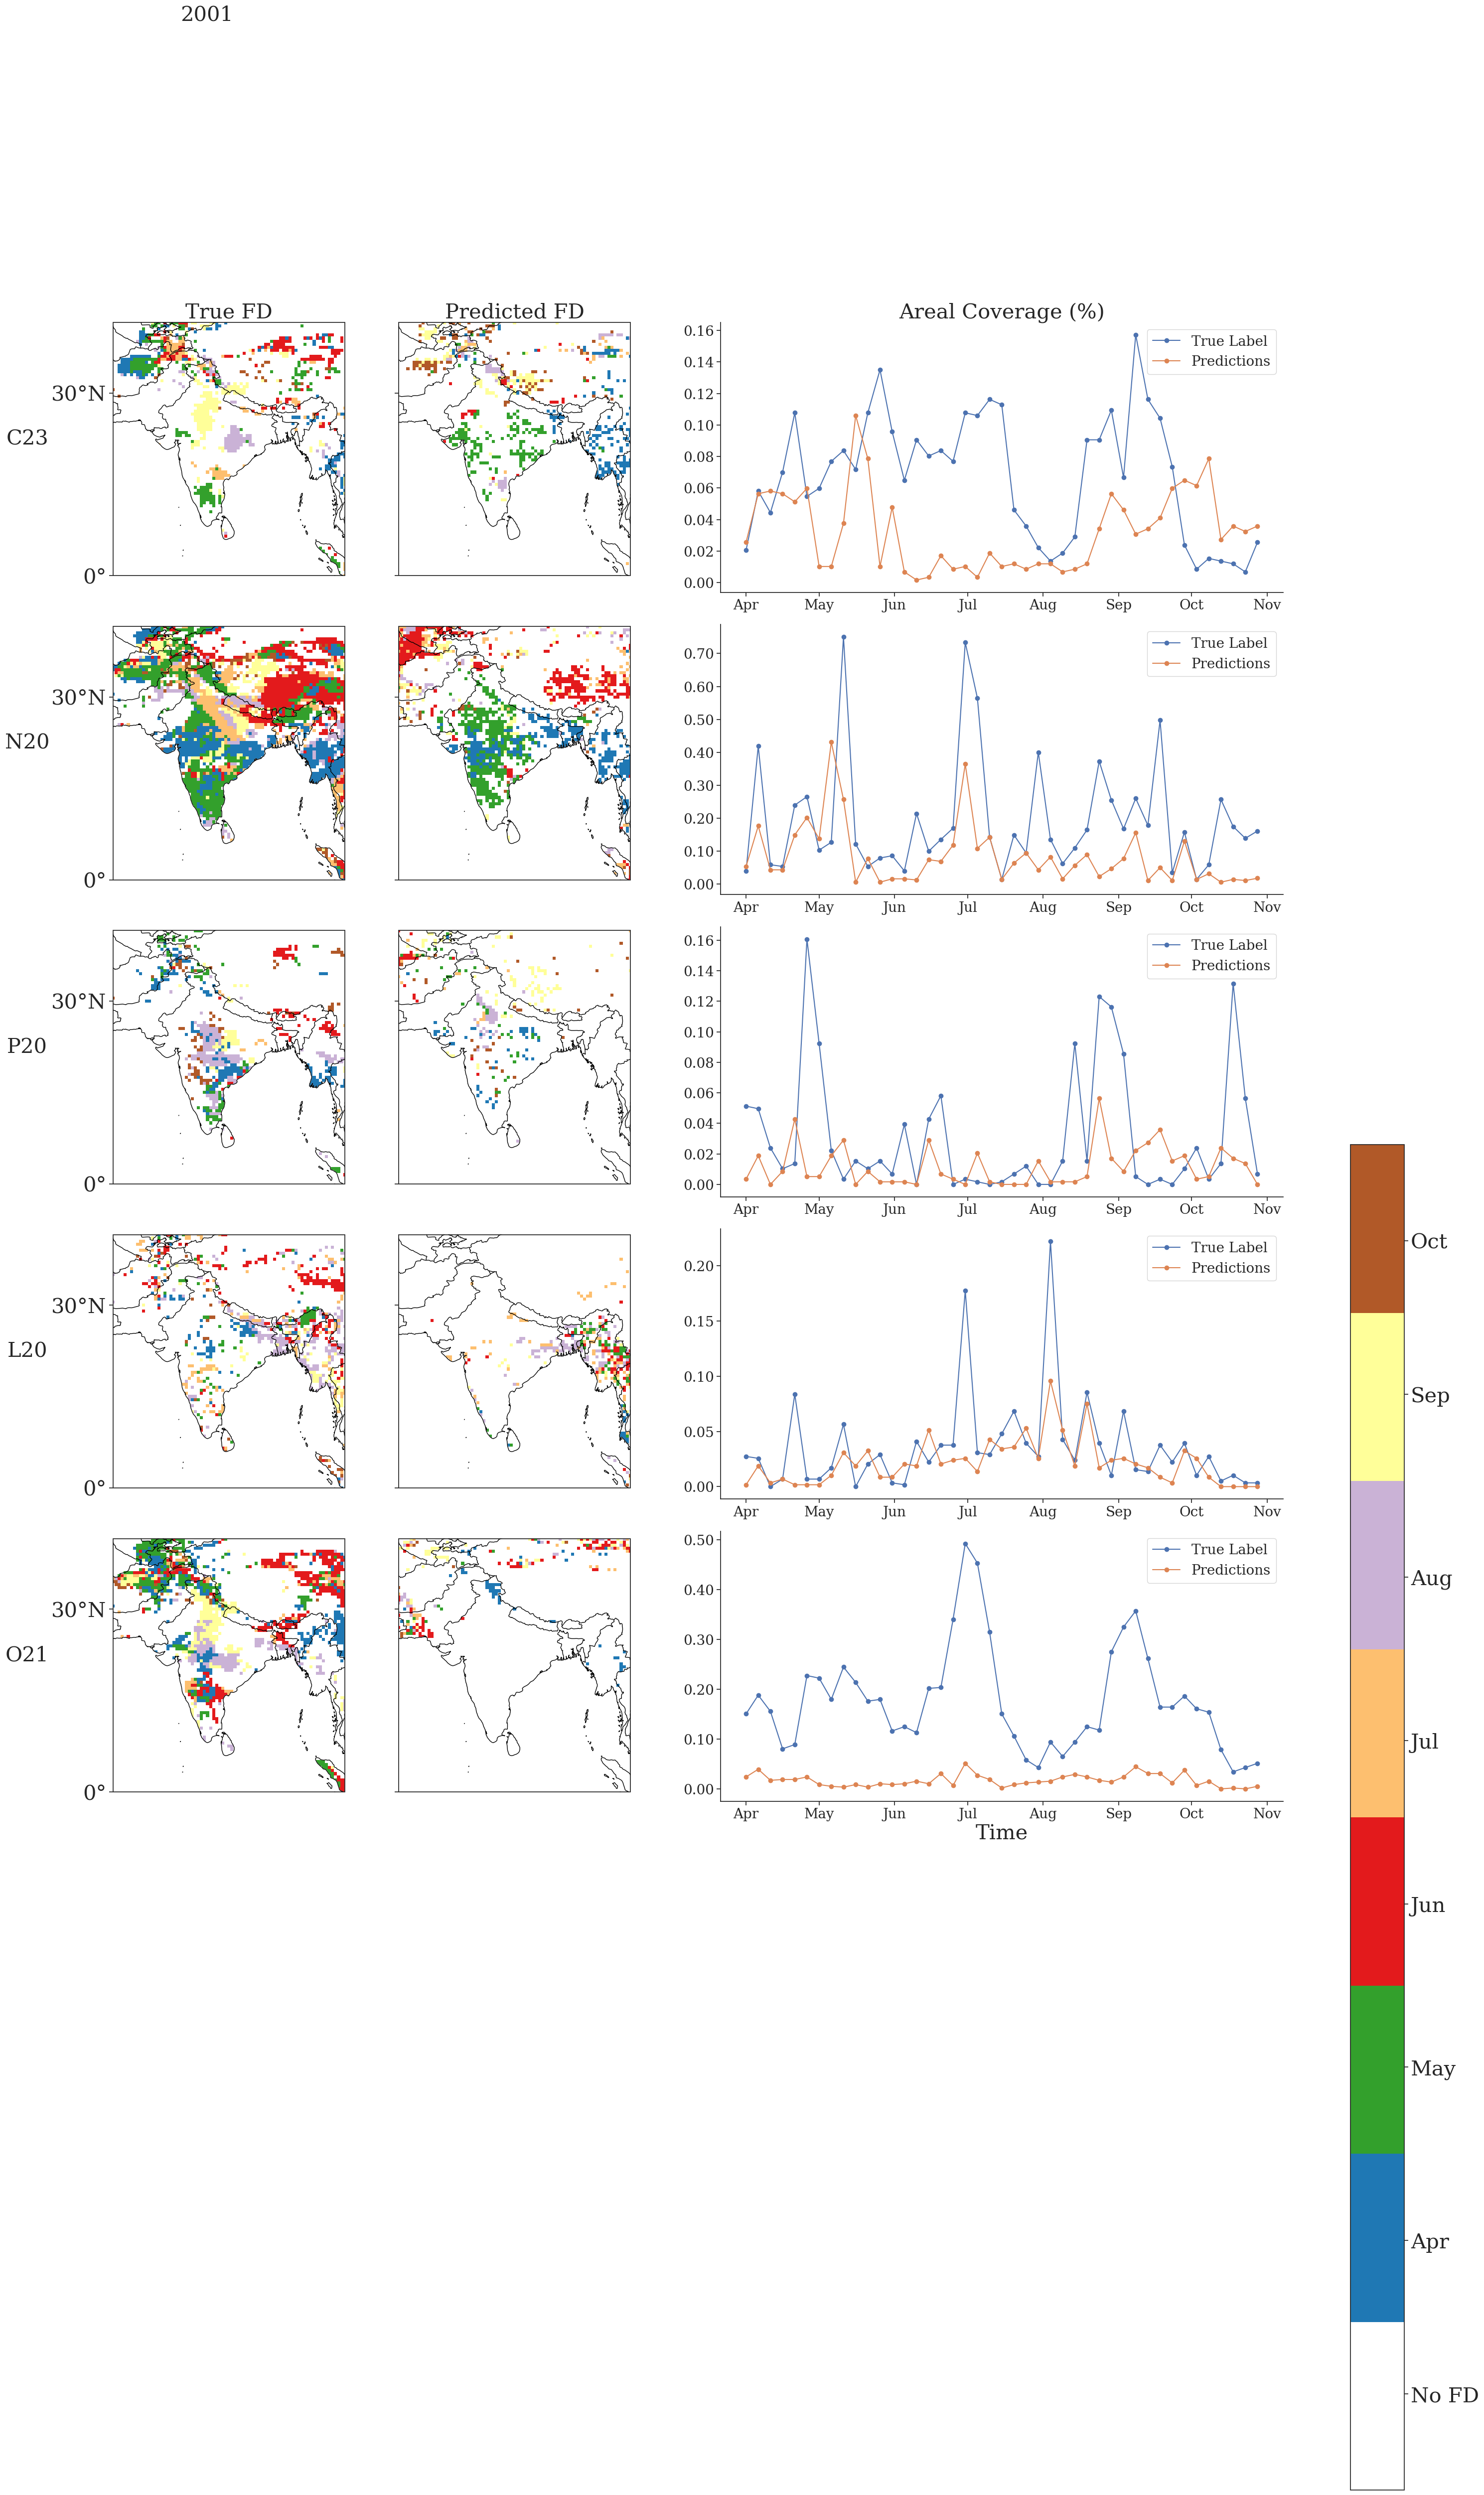 2001
True FD
Predicted FD
Areal Coverage (%)
C23
30°N
0°
0.16
0.14
0.12
0.10
0.08
0.06
0.04
0.02
0.00
True Label
Predictions
Apr May Jun Jul Aug Sep Oct Nov
N20
30°N
0°
0.70
0.60
0.50
0.40
0.30
0.20
0.10
0.00
True Label
Predictions
Apr May Jun Jul Aug Sep Oct Nov
P20
30°N
0°
0.16
0.14
0.12
0.10
0.08
0.06
0.04
0.02
0.00
True Label
Predictions
Apr May Jun Jul Aug Sep Oct Nov
L20
30°N
0°
0.20
0.15
0.10
0.05
0.00
True Label
Predictions
Apr May Jun Jul Aug Sep Oct Nov
O21
30°N
0°
0.50
0.40
0.30
0.20
0.10
0.00
True Label
Predictions
Apr May Jun Jul Aug Sep Oct Nov
Time
Oct
Sep
Aug
Jul
Jun
May
Apr
No FD